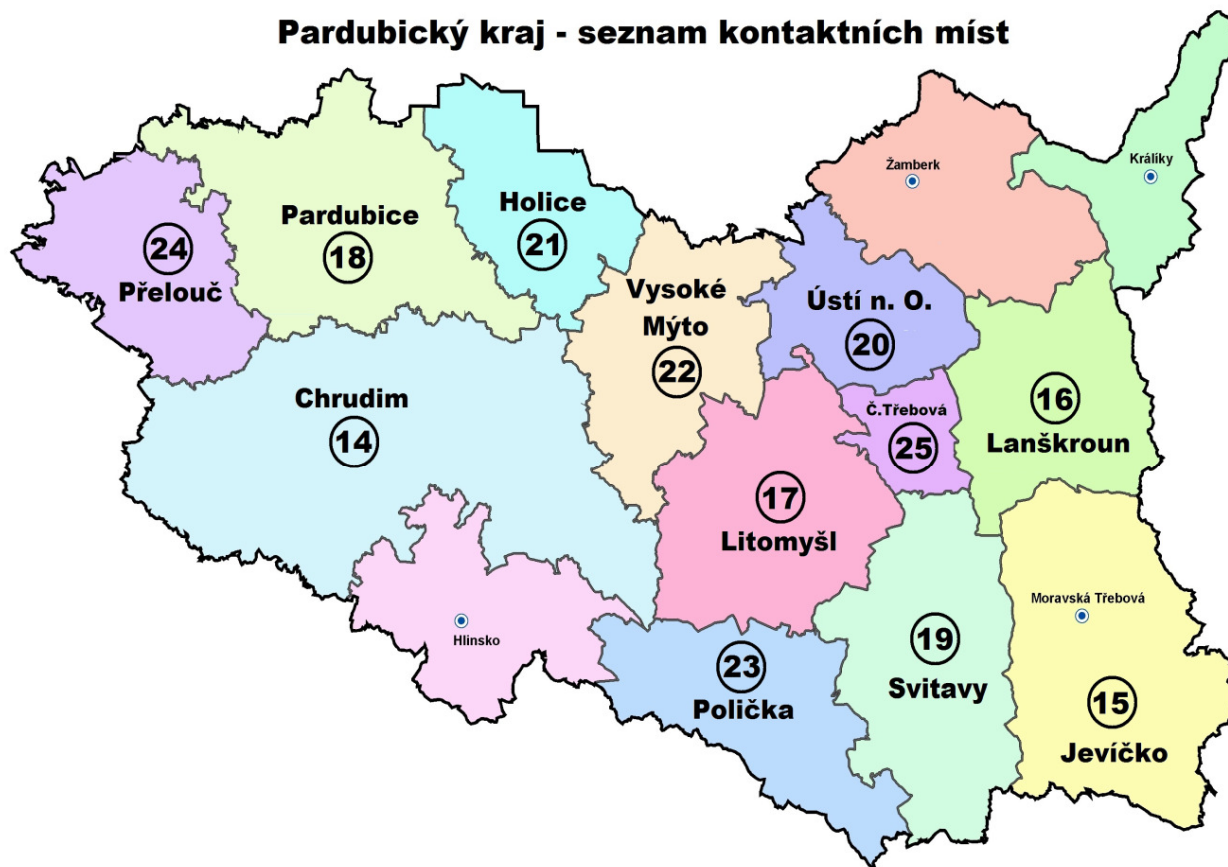 Pardubický kraj - seznam kontaktních míst
Žamberk
Králíky
Pardubice
18
Holice
21
24
Přelouč
Vysoké
Mýto
22
Ústí n. O.
20
Chrudim
14
Č.Třebová
25
16
Lanškroun
17
Litomyšl
Hlinsko
Moravská Třebová
19
Svitavy
23
Polička
15
Jevíčko